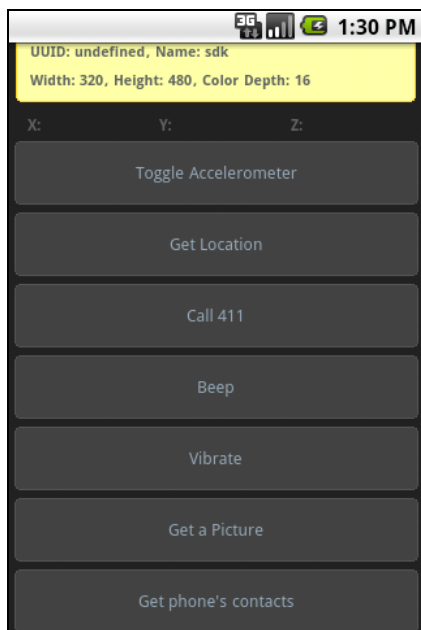 3G 1:30 PM
UUID: undefined, Name: sdk
Width: 320, Height: 480, Color Depth: 16
X: Y: Z:
Toggle Accelerometer
Get Location
Call 411
Beep
Vibrate
Get a Picture
Get phone's contacts